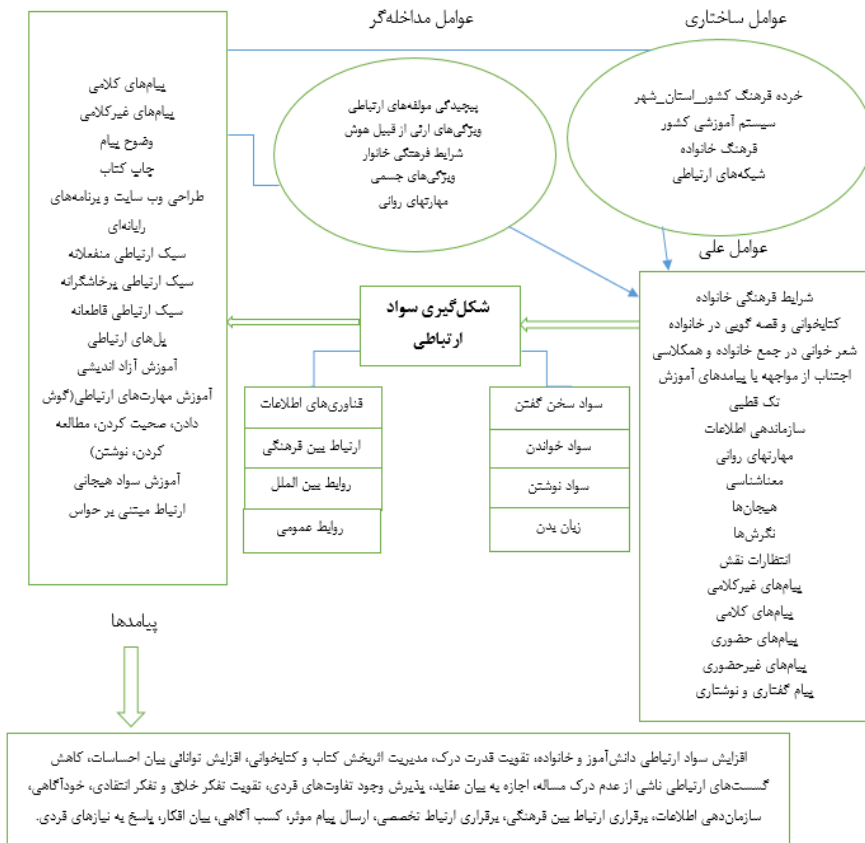 عوامل ساختاری
خرده فرهنگ کشور_استان_شهر
سیستم آموزشی کشور
فرهنگ خانواده
شبکه‌های ارتباطی
عوامل مداخله‌گر
پیچیدگی مولفه‌های ارتباطی
ویژگی‌های ارثی از قبیل هوش
شرایط فرهنگی خانوار
ویژگی‌های جسمی
مهارتهای روانی
عوامل علی
شرایط فرهنگی خانواده
کتابخوانی و قصه گویی در خانواده
شعر خوانی در جمع خانواده و همکلاسی
اجتناب از مواجهه با پیامدهای آموزش
تک قطبی
سازماندهی اطلاعات
مهارتهای روانی
معناشناسی
هیجان‌ها
نگرش‌ها
انتظارات نقش
پیام‌های غیرکلامی
پیام‌های کلامی
پیام‌های حضوری
پیام‌های غیرحضوری
پیام گفتاری و نوشتاری
شکل‌گیری سواد
ارتباطی
سواد سخن گفتن
سواد خواندن
سواد نوشتن
زبان بدن
قناوری‌های اطلاعات
ارتباط بین فرهنگی
روابط بین الملل
روابط عمومی
پیام‌های کلامی
پیام‌های غیرکلامی
وضوح پیام
چاپ کتاب
طراحی وب سایت و برنامه‌های
رایانه‌ای
سبک ارتباطی منفعلانه
سبک ارتباطی پرخاشگرانه
سبک ارتباطی قاطعانه
پل‌های ارتباطی
آموزش آزاد اندیشی
آموزش مهارت‌های ارتباطی(گوش
دادن، صحبت کردن، مطالعه
کردن، نوشتن)
آموزش سواد هیجانی
ارتباط مبتنی بر حواس
پیامدها
افزایش سواد ارتباطی دانش‌آموز و خانواده، تقویت قدرت درک، مدیریت اثربخش کتاب و کتابخوانی، افزایش توانائی بیان احساسات، کاهش
گسست‌های ارتباطی ناشی از عدم درک مساله، اجازه به بیان عقاید، پذیرش وجود تفاوت‌های فردی، تقویت تفکر خلاق و تفکر انتقادی، خودآگاهی،
سازمان‌دهی اطلاعات، برقراری ارتباط بین فرهنگی، برقراری ارتباط تخصصی، ارسال پیام موثر، کسب آگاهی، بیان افکار، پاسخ به نیازهای فردی.